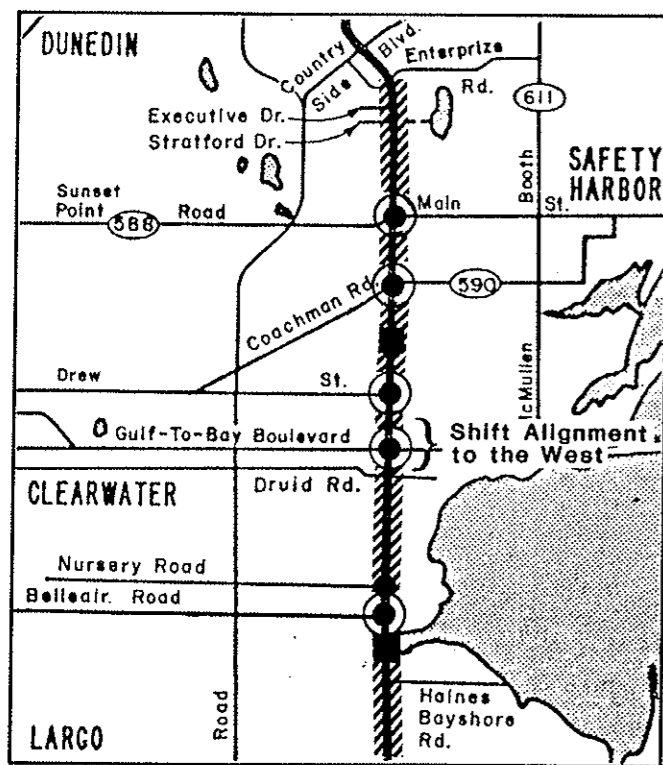 DUNEDIN
Country
Side
Blvd.
Enterprize
Rd.
Executive Dr.
Stratford Dr.
611
SAFETY
HARBOR
Booth
Sunset
Point
588
Road
Main
St.
Coachman Rd.
590
Drew
St.
McMullen
Gulf-To-Bay Boulevard
Shift Alignment
to the West
CLEARWATER
Druid Rd.
Nursery Road
Belleair. Road
Haines
Bayshore
Rd.
Road
LARGO